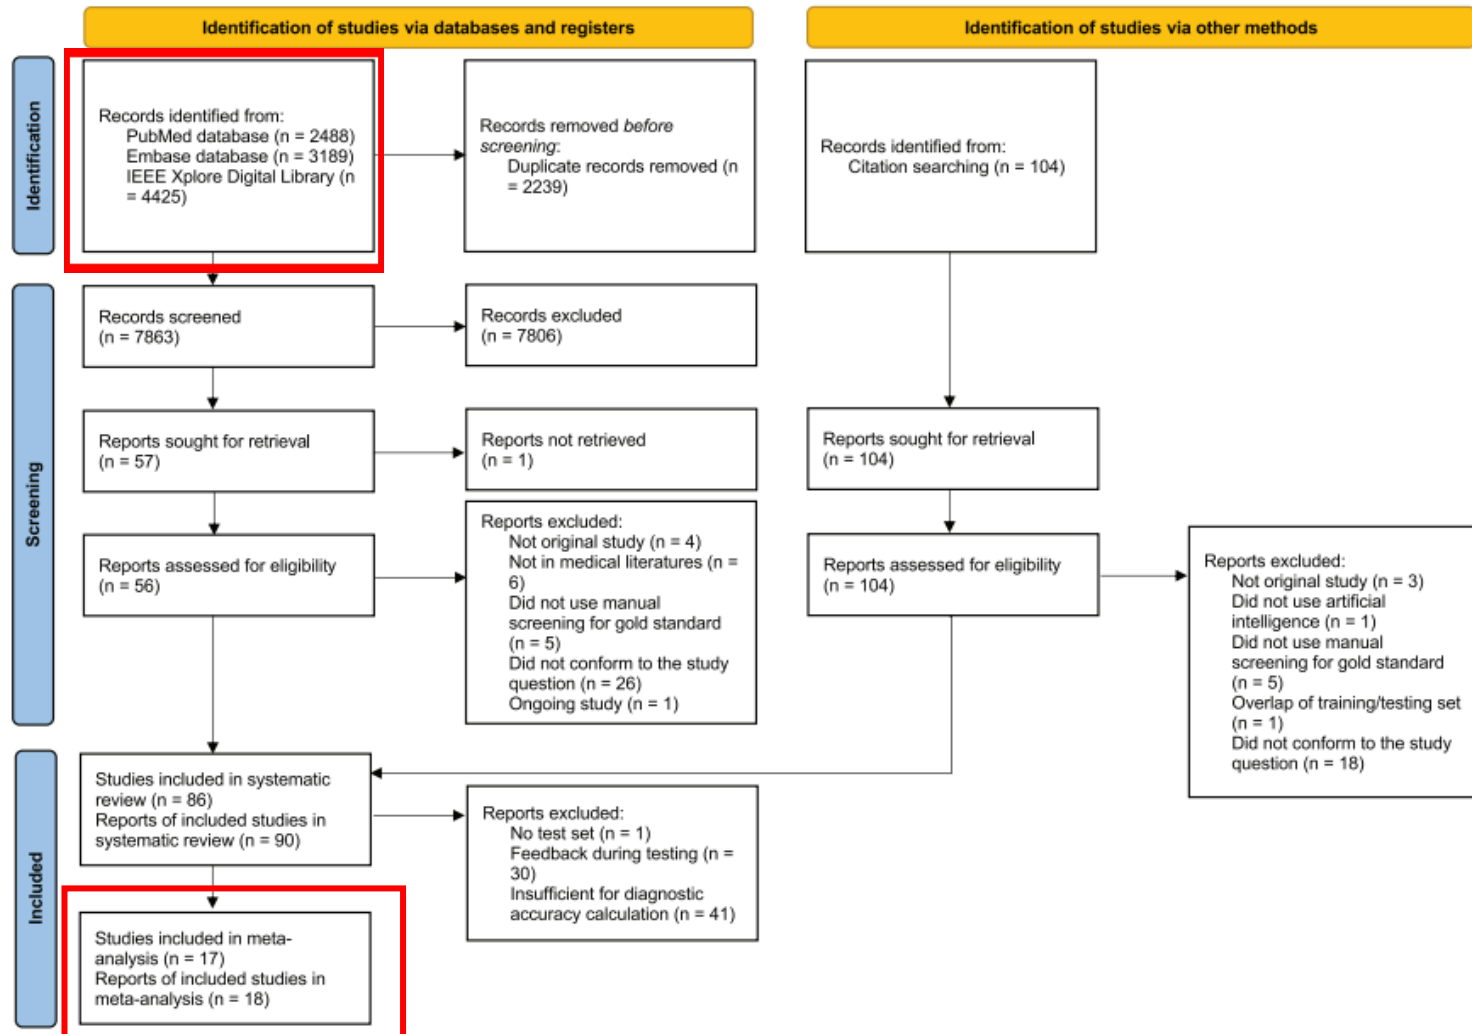 Identification of studies via databases and registers
Identification of studies via other methods
Identification
Records identified from:
PubMed database (n = 2488)
Embase database (n = 3189)
IEEE Xplore Digital Library (n
= 4425)
Records removed before
screening:
Duplicate records removed (n
= 2239)
Records identified from:
Citation searching (n = 104)
Screening
Records screened
(n = 7863)
Records excluded
(n = 7806)
Reports sought for retrieval
(n = 57)
Reports not retrieved
(n = 1)
Reports sought for retrieval
(n = 104)
Reports assessed for eligibility
(n = 56)
Reports excluded:
Not original study (n = 4)
Not in medical literatures (n =
6)
Did not use manual
screening for gold standard
(n = 5)
Did not conform to the study
question (n = 26)
Ongoing study (n = 1)
Reports assessed for eligibility
(n = 104)
Reports excluded:
Not original study (n = 3)
Did not use artificial
intelligence (n = 1)
Did not use manual
screening for gold standard
(n = 5)
Overlap of training/testing set
(n = 1)
Did not conform to the study
question (n = 18)
Included
Studies included in systematic
review (n = 86)
Reports of included studies in
systematic review (n = 90)
Reports excluded:
No test set (n = 1)
Feedback during testing (n =
30)
Insufficient for diagnostic
accuracy calculation (n = 41)
Studies included in meta-
analysis (n = 17)
Reports of included studies in
meta-analysis (n = 18)